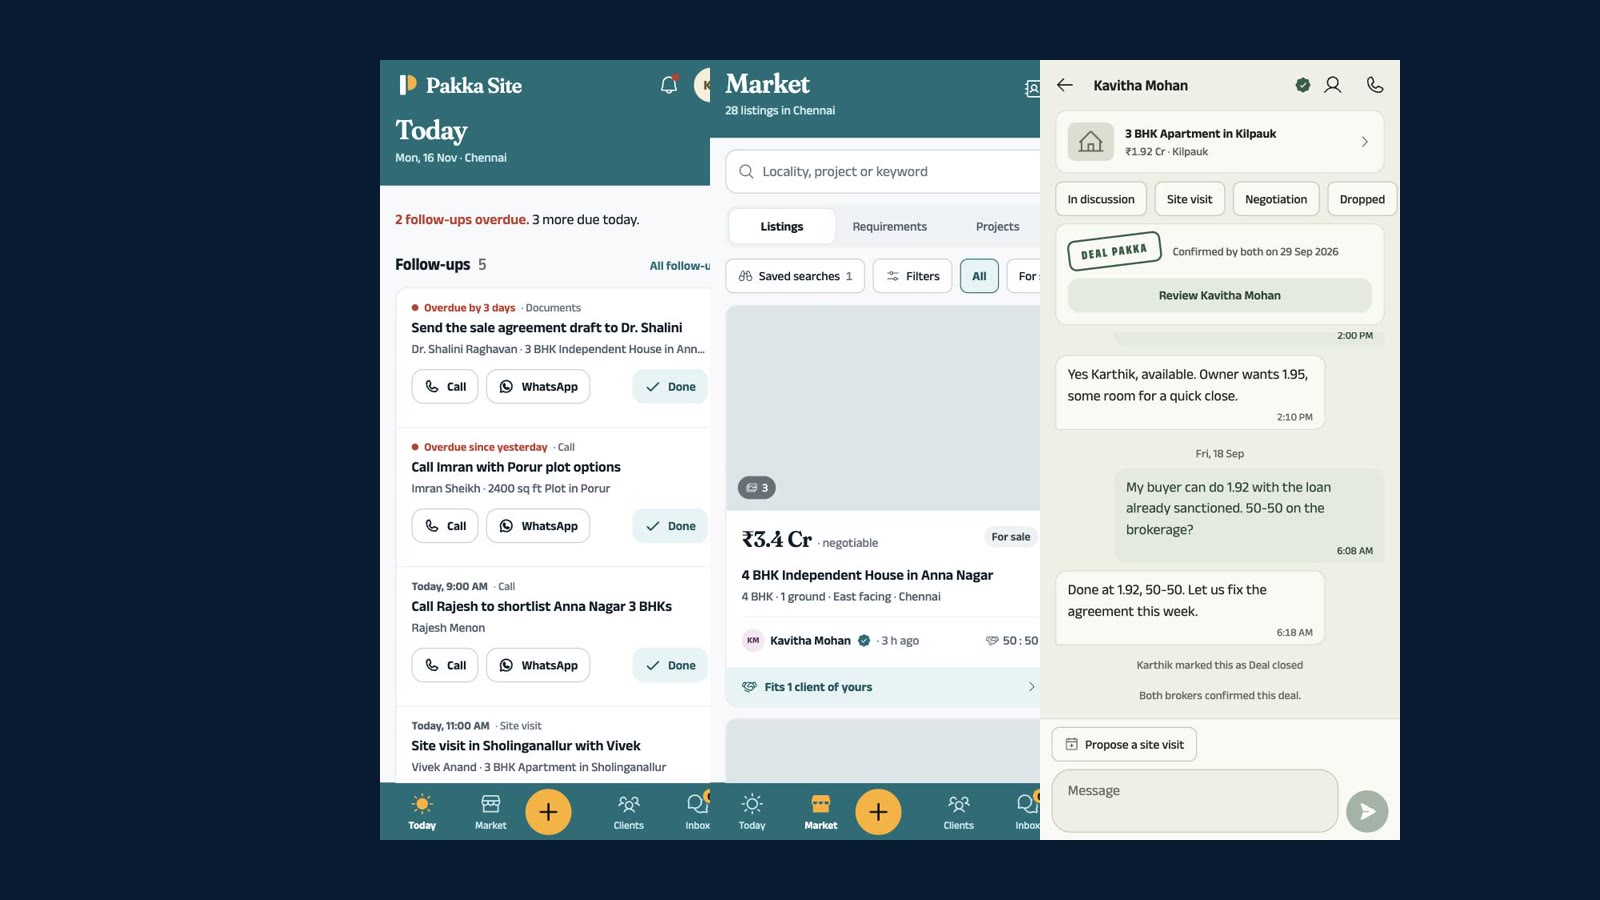 Pakka Site
K
Today
Mon, 16 Nov · Chennai
2 follow-ups overdue. 3 more due today.
Follow-ups 5
All follow-u
Overdue by 3 days · Documents
Send the sale agreement draft to Dr. Shalini
Dr. Shalini Raghavan · 3 BHK Independent House in Ann...
Call
WhatsApp
Done
Overdue since yesterday · Call
Call Imran with Porur plot options
Imran Sheikh · 2400 sq ft Plot in Porur
Call
WhatsApp
Done
Today, 9:00 AM · Call
Call Rajesh to shortlist Anna Nagar 3 BHKs
Rajesh Menon
Call
WhatsApp
Done
Today, 11:00 AM · Site visit
Site visit in Sholinganallur with Vivek
Vivek Anand · 3 BHK Apartment in Sholinganallur
Today
Market
Clients
Inbox
Market
28 listings in Chennai
Locality, project or keyword
Listings
Requirements
Projects
Saved searches 1
Filters
All
For
3
₹3.4 Cr · negotiable
For sale
4 BHK Independent House in Anna Nagar
4 BHK · 1 ground · East facing · Chennai
KM
Kavitha Mohan · 3 h ago
50 : 50
Fits 1 client of yours
Today
Market
Clients
Inbox
Kavitha Mohan
3 BHK Apartment in Kilpauk
₹1.92 Cr · Kilpauk
In discussion
Site visit
Negotiation
Dropped
DEAL PAKKA
Confirmed by both on 29 Sep 2026
Review Kavitha Mohan
2:00 PM
Yes Karthik, available. Owner wants 1.95,
some room for a quick close.
2:10 PM
Fri, 18 Sep
My buyer can do 1.92 with the loan
already sanctioned. 50-50 on the
brokerage?
6:08 AM
Done at 1.92, 50-50. Let us fix the
agreement this week.
6:18 AM
Karthik marked this as Deal closed
Both brokers confirmed this deal.
Propose a site visit
Message